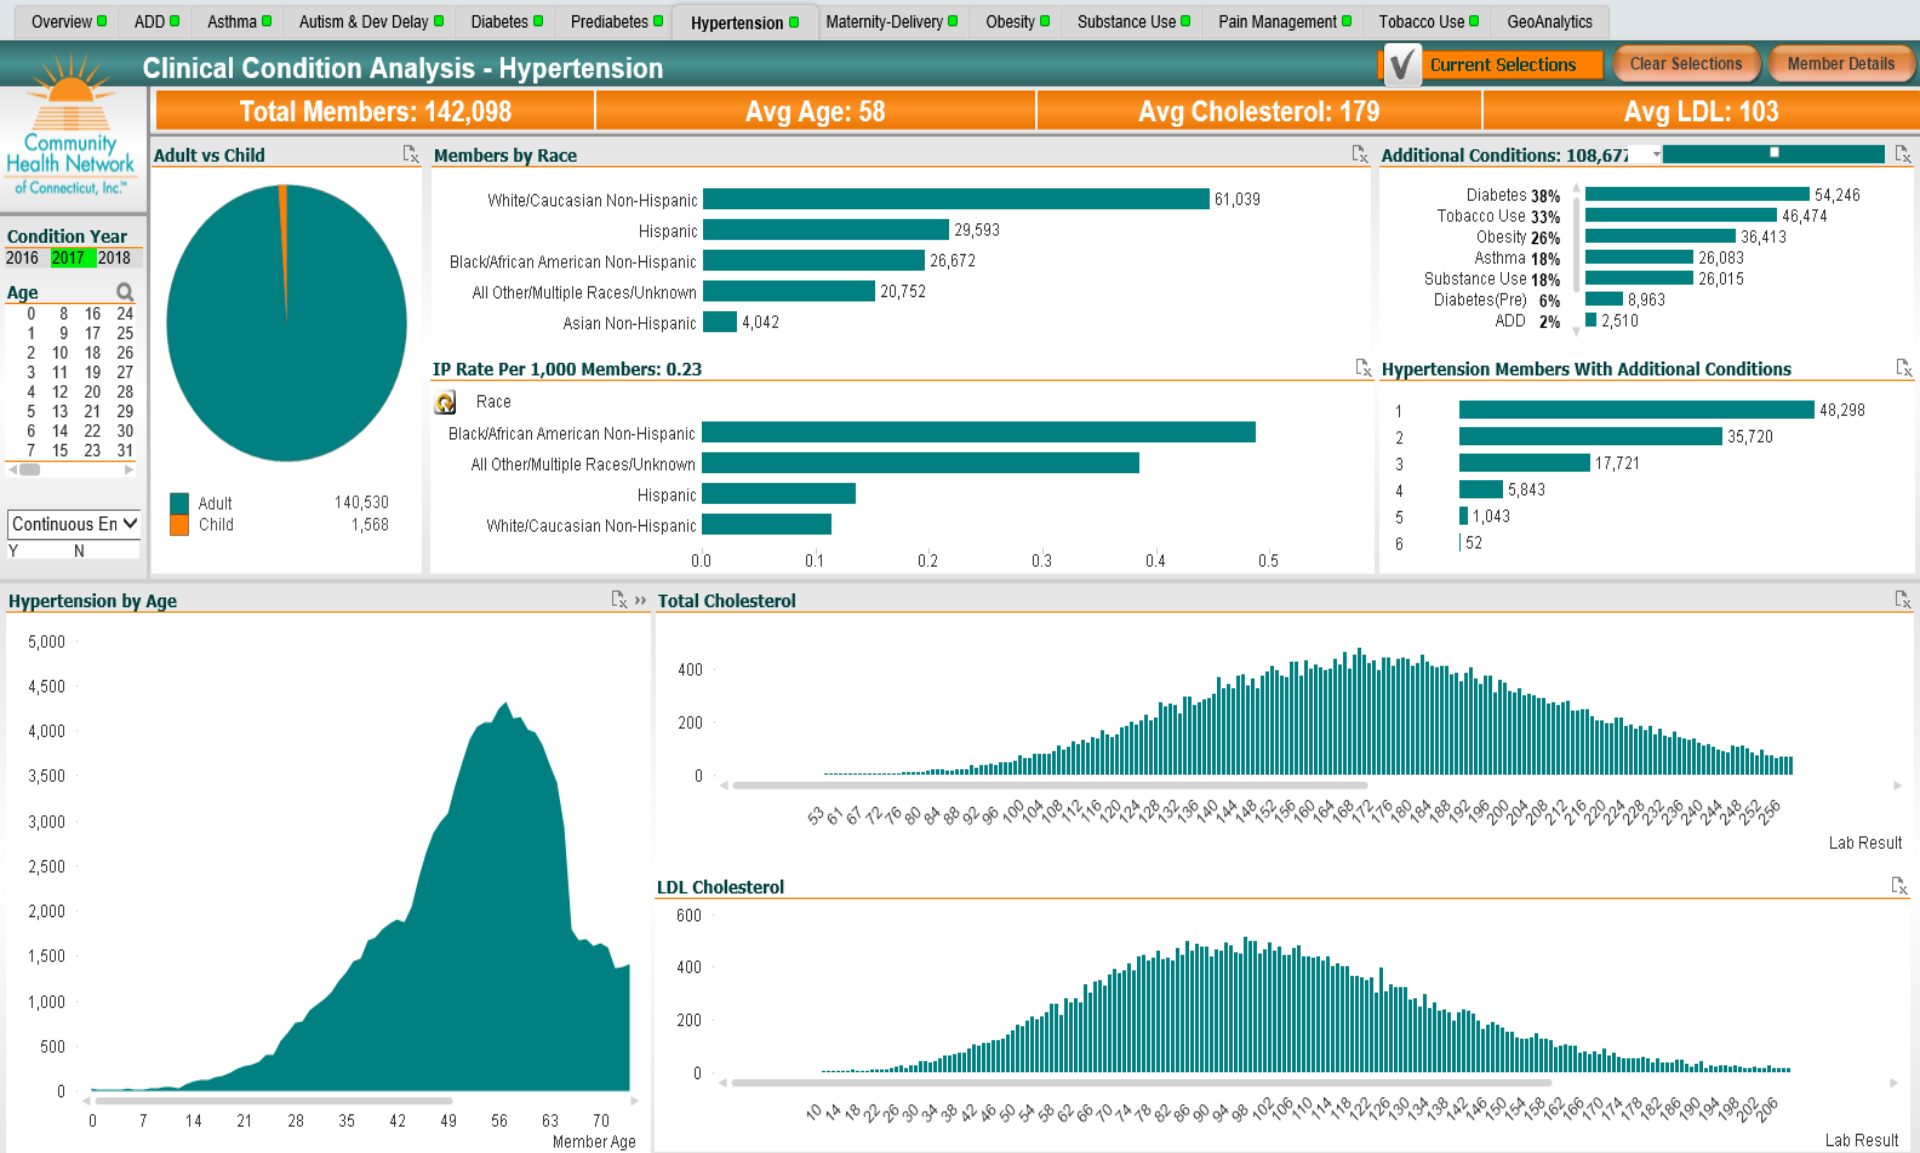 Overview ADD Asthma Autism & Dev Delay Diabetes Prediabetes Hypertension Maternity-Delivery Obesity Substance Use Pain Management Tobacco Use GeoAnalytics
Clinical Condition Analysis - Hypertension
Current Selections
Clear Selections
Member Details
Total Members: 142,098
Avg Age: 58
Avg Cholesterol: 179
Avg LDL: 103
Community
Health Network
of Connecticut, Inc.™
Condition Year
2016 2017 2018
Age
0 8 16 24
1 9 17 25
2 10 18 26
3 11 19 27
4 12 20 28
5 13 21 29
6 14 22 30
7 15 23 31
Continuous En
Y N
Adult vs Child
Adult 140,530
Child 1,568
Members by Race
White/Caucasian Non-Hispanic 61,039
Hispanic 29,593
Black/African American Non-Hispanic 26,672
All Other/Multiple Races/Unknown 20,752
Asian Non-Hispanic 4,042
IP Rate Per 1,000 Members: 0.23
Race
Black/African American Non-Hispanic
All Other/Multiple Races/Unknown
Hispanic
White/Caucasian Non-Hispanic
0.0 0.1 0.2 0.3 0.4 0.5
Additional Conditions: 108,677
Diabetes 38% 54,246
Tobacco Use 33% 46,474
Obesity 26% 36,413
Asthma 18% 26,083
Substance Use 18% 26,015
Diabetes(Pre) 6% 8,963
ADD 2% 2,510
Hypertension Members With Additional Conditions
1 48,298
2 35,720
3 17,721
4 5,843
5 1,043
6 52
Hypertension by Age
5,000
4,500
4,000
3,500
3,000
2,500
2,000
1,500
1,000
500
0
0 7 14 21 28 35 42 49 56 63 70
Member Age
Total Cholesterol
400
200
0
53 61 67 72 76 80 84 88 92 96 100 104 108 112 116 120 124 128 132 136 140 144 148 152 156 160 164 168 172 176 180 184 188 192 196 200 204 208 212 216 220 224 228 232 236 240 244 248 252 256
Lab Result
LDL Cholesterol
600
400
200
0
10 14 18 22 26 30 34 38 42 46 50 54 58 62 66 70 74 78 82 86 90 94 98 102 106 110 114 118 122 126 130 134 138 142 146 150 154 158 162 166 170 174 178 182 186 190 194 198 202 206
Lab Result